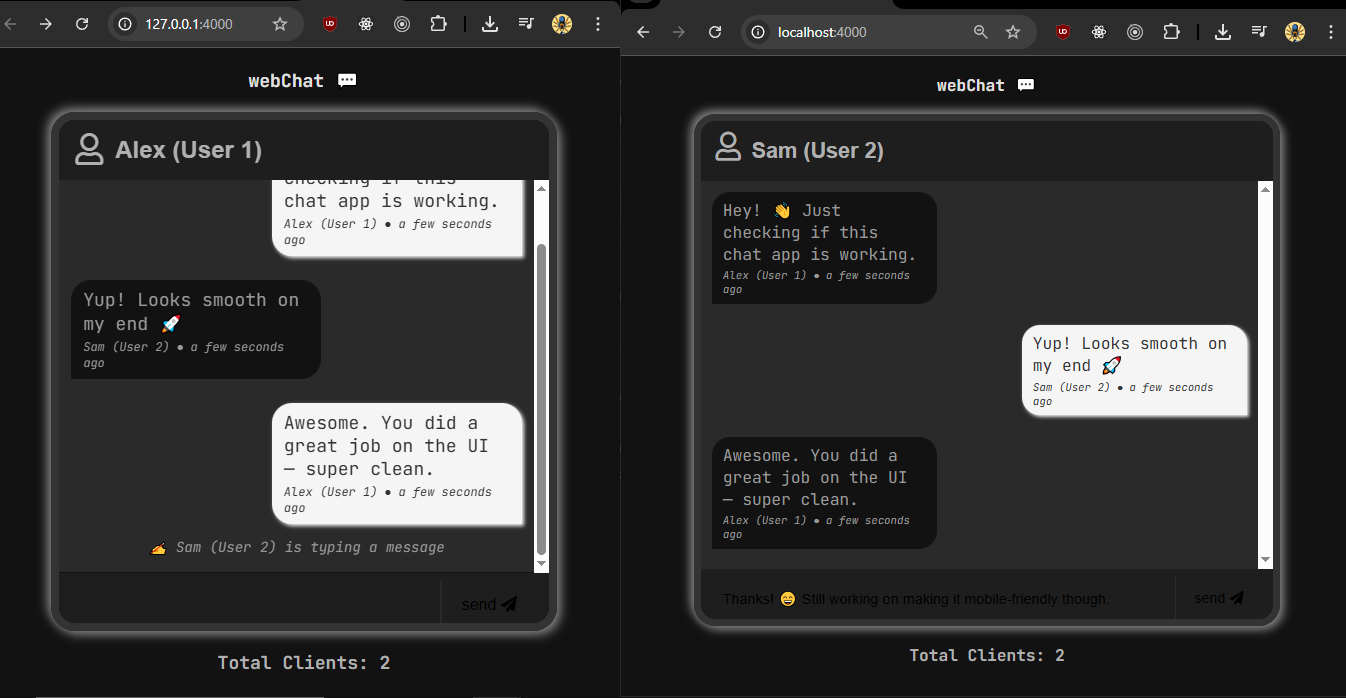 127.0.0.1:4000
webChat 💬
Alex (User 1)
checking if this
chat app is working.
Alex (User 1) • a few seconds
ago
Yup! Looks smooth on
my end 🚀
Sam (User 2) • a few seconds
ago
Awesome. You did a
great job on the UI
— super clean.
Alex (User 1) • a few seconds
ago
✍️ Sam (User 2) is typing a message
send
Total Clients: 2
localhost:4000
webChat 💬
Sam (User 2)
Hey! 👋 Just
checking if this
chat app is working.
Alex (User 1) • a few seconds
ago
Yup! Looks smooth on
my end 🚀
Sam (User 2) • a few seconds
ago
Awesome. You did a
great job on the UI
— super clean.
Alex (User 1) • a few seconds
ago
Thanks! 😄 Still working on making it mobile-friendly though.
send
Total Clients: 2